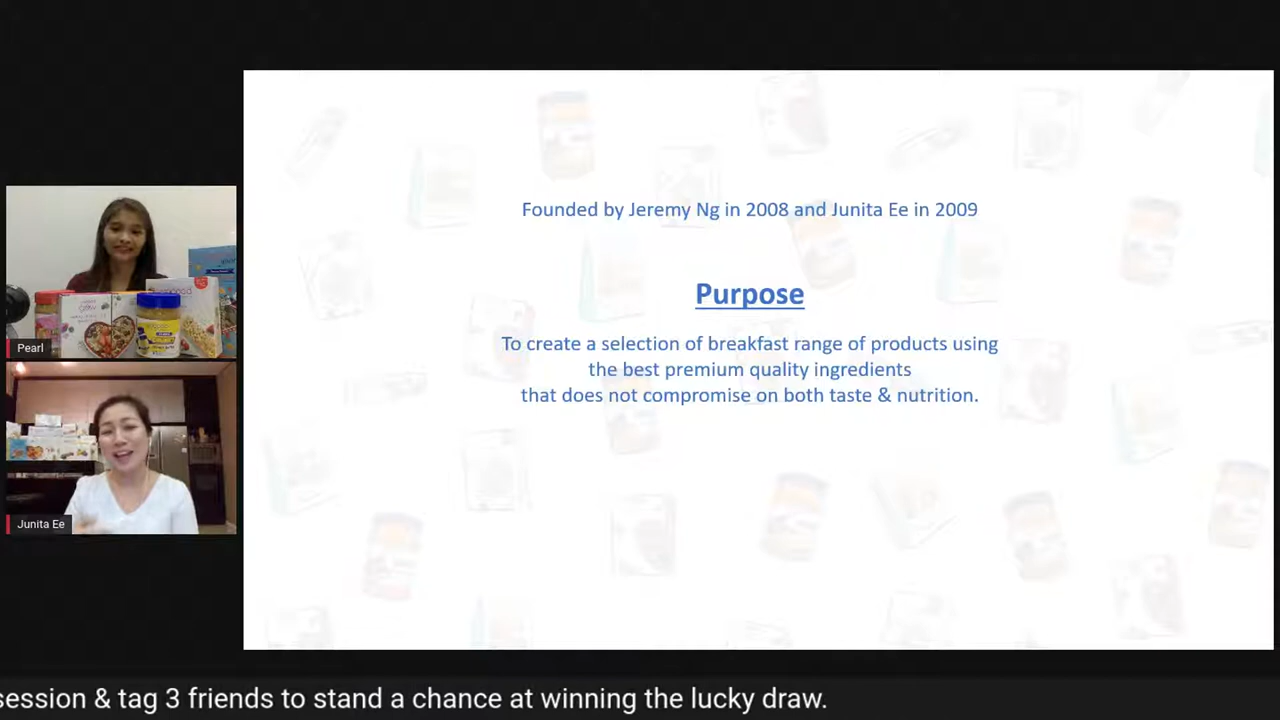 Founded by Jeremy Ng in 2008 and Junita Ee in 2009
Purpose
To create a selection of breakfast range of products using
the best premium quality ingredients
that does not compromise on both taste & nutrition.
Pearl
Junita Ee
session & tag 3 friends to stand a chance at winning the lucky draw.